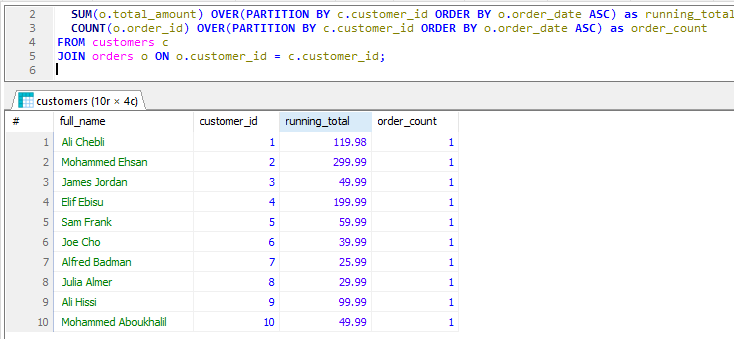 2 SUM(o.total_amount) OVER(PARTITION BY c.customer_id ORDER BY o.order_date ASC) as running_total
3 COUNT(o.order_id) OVER(PARTITION BY c.customer_id ORDER BY o.order_date ASC) as order_count
4 FROM customers c
5 JOIN orders o ON o.customer_id = c.customer_id;
6
customers (10r × 4c)
# full_name customer_id running_total order_count
1 Ali Chebli 1 119.98 1
2 Mohammed Ehsan 2 299.99 1
3 James Jordan 3 49.99 1
4 Elif Ebisu 4 199.99 1
5 Sam Frank 5 59.99 1
6 Joe Cho 6 39.99 1
7 Alfred Badman 7 25.99 1
8 Julia Almer 8 29.99 1
9 Ali Hissi 9 99.99 1
10 Mohammed Aboukhalil 10 49.99 1